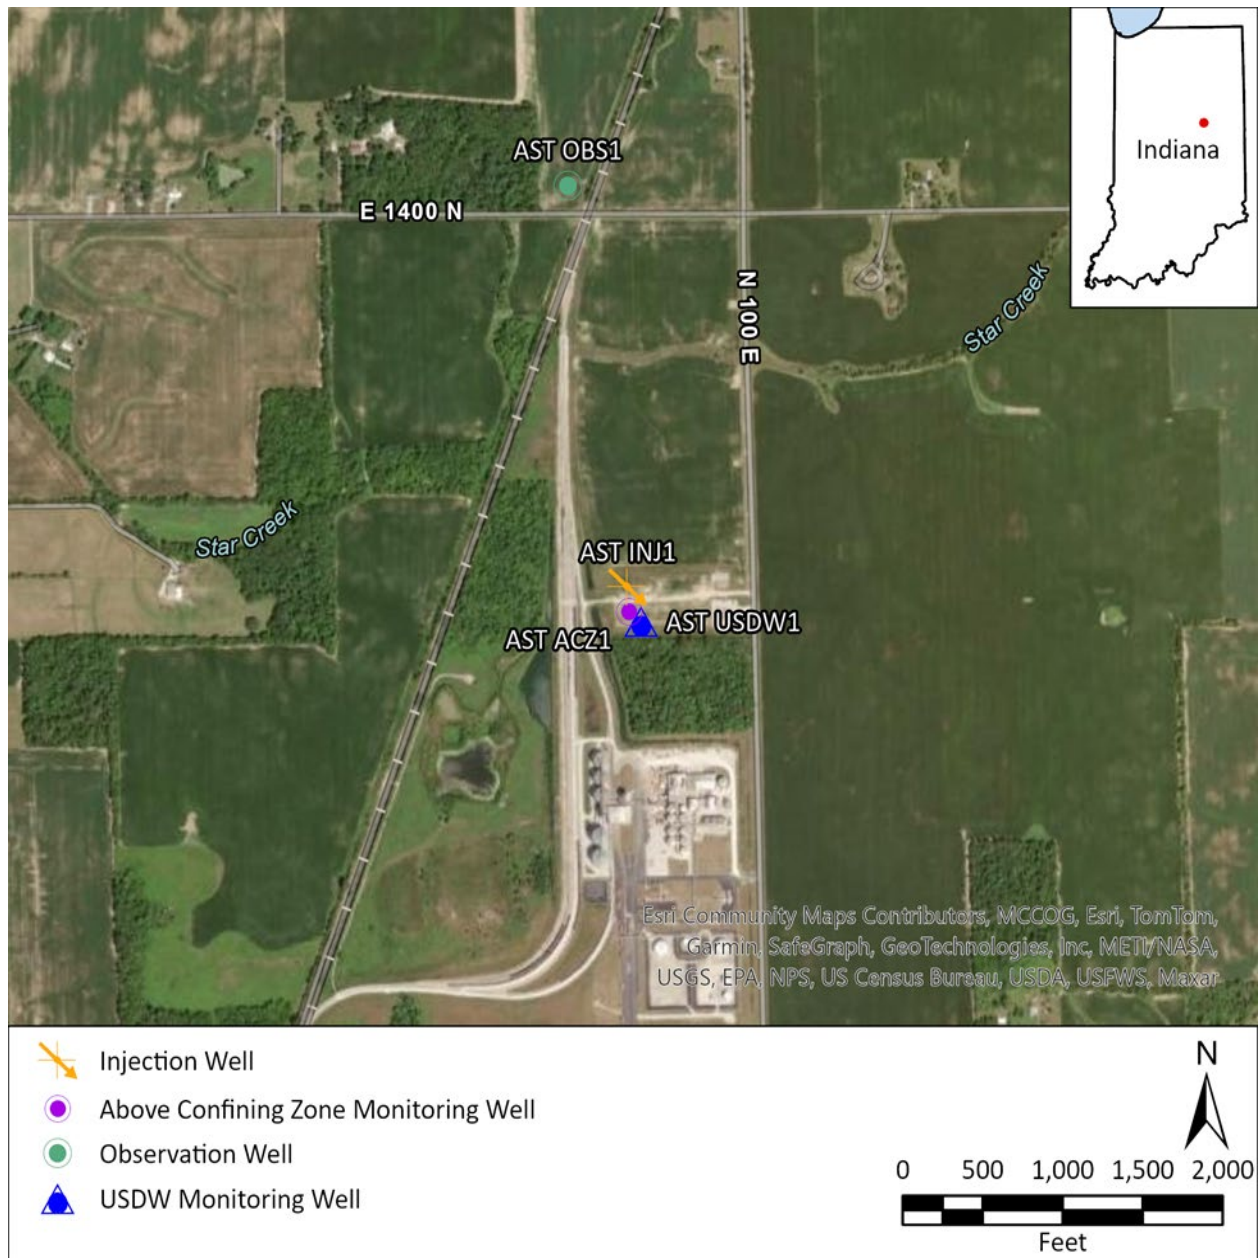 AST OBS1
Indiana
E 1400 N
N 100 E
Star Creek
Star Creek
AST INJ1
AST USDW1
AST ACZ1
Esri Community Maps Contributors, MCCOG, Esri, TomTom,
Garmin, SafeGraph, GeoTechnologies, Inc, METI/NASA,
USGS, EPA, NPS, US Census Bureau, USDA, USFWS, Maxar
Injection Well
Above Confining Zone Monitoring Well
Observation Well
USDW Monitoring Well
N
0 500 1,000 1,500 2,000
Feet